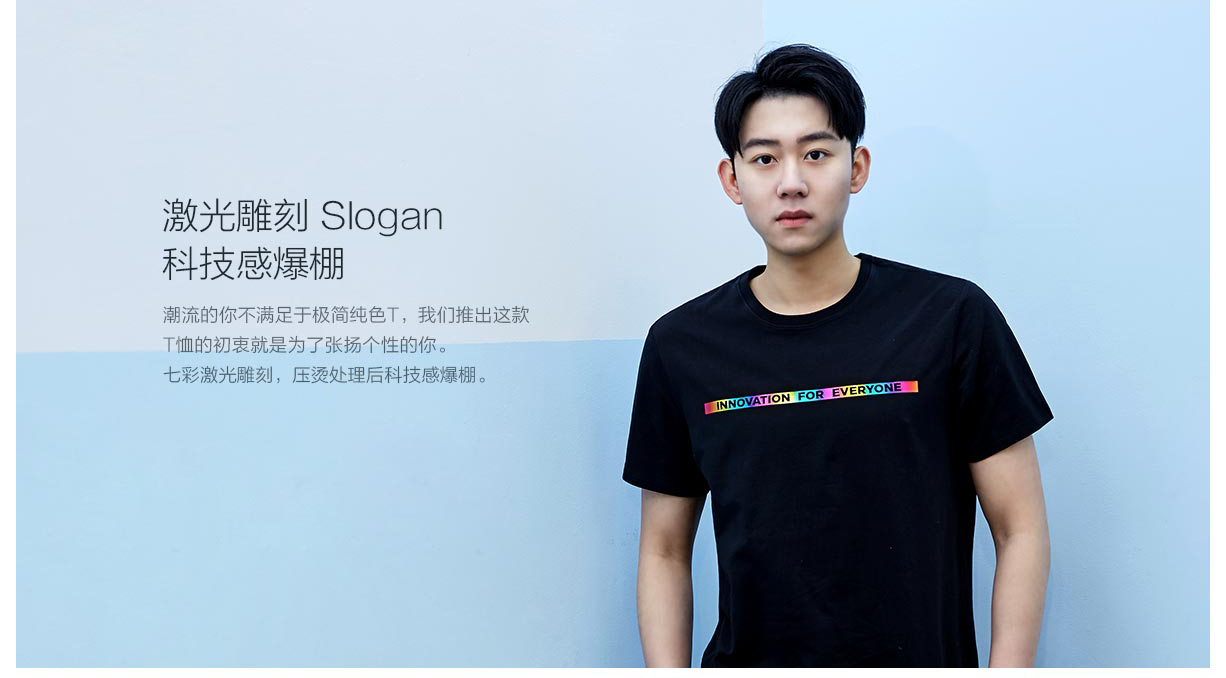 激光雕刻 Slogan
科技感爆棚
潮流的你不满足于极简纯色T，我们推出这款
T恤的初衷就是为了张扬个性的你。
七彩激光雕刻，压烫处理后科技感爆棚。
INNOVATION FOR EVERYONE